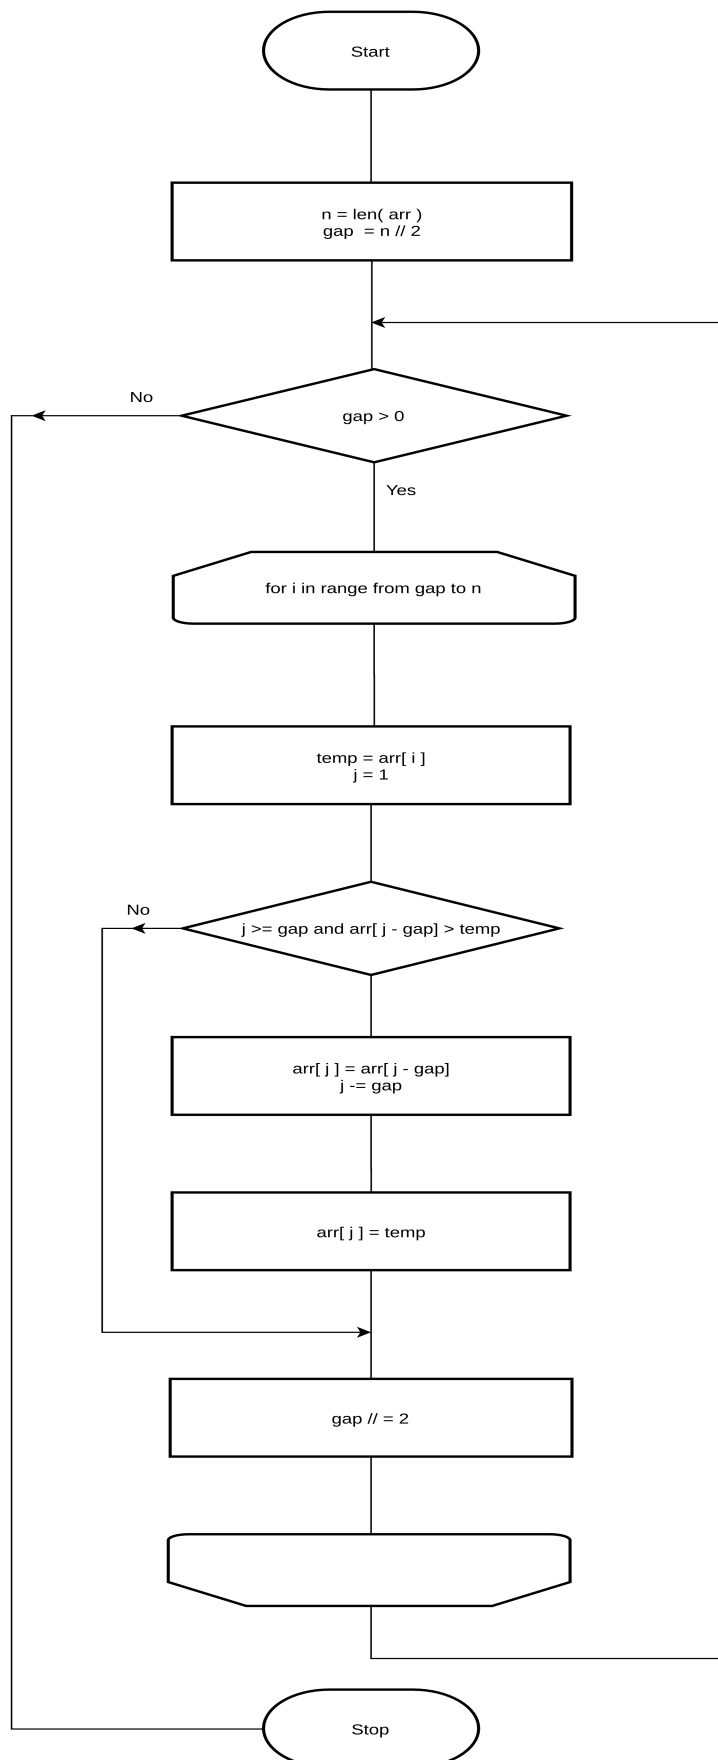 Start
n = len( arr )
gap  = n // 2
No
gap > 0
Yes
for i in range from gap to n
temp = arr[ i ]
j = 1
No
j >= gap and arr[ j - gap] > temp
arr[ j ] = arr[ j - gap]
j -= gap
arr[ j ] = temp
gap // = 2
Stop